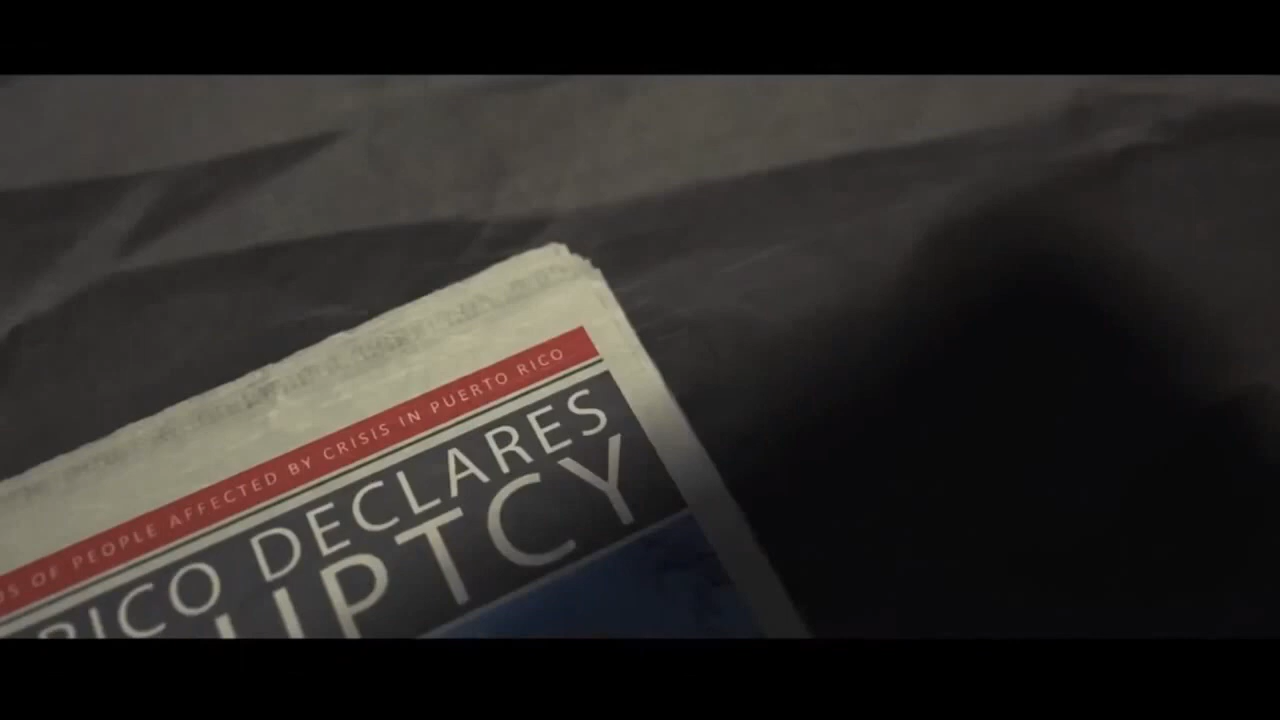 OF PEOPLE AFFECTED BY CRISIS IN PUERTO RICO
RICO DECLARES
UPTCY